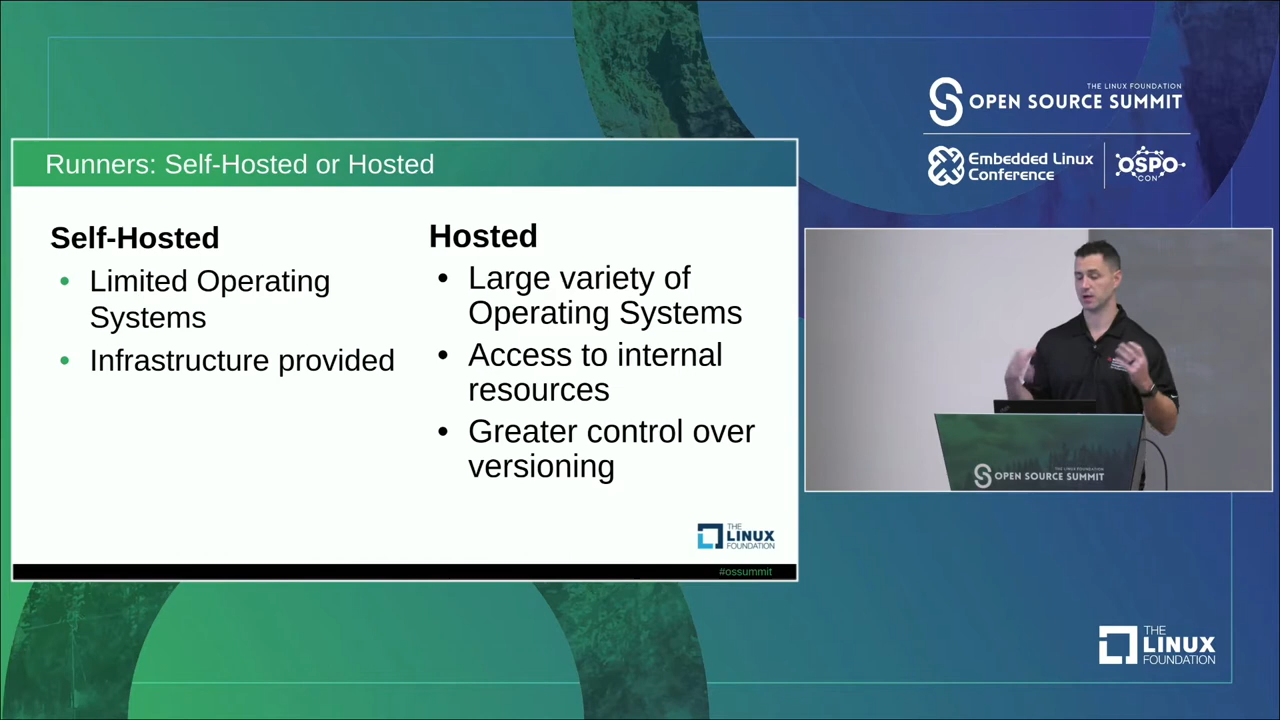 THE LINUX FOUNDATION
OPEN SOURCE SUMMIT
Embedded Linux
Conference
OSPO
CON
Runners: Self-Hosted or Hosted
Self-Hosted
• Limited Operating
Systems
• Infrastructure provided
Hosted
• Large variety of
Operating Systems
• Access to internal
resources
• Greater control over
versioning
THE
LINUX
FOUNDATION
#ossummit
THE LINUX FOUNDATION
OPEN SOURCE SUMMIT
THE
LINUX
FOUNDATION